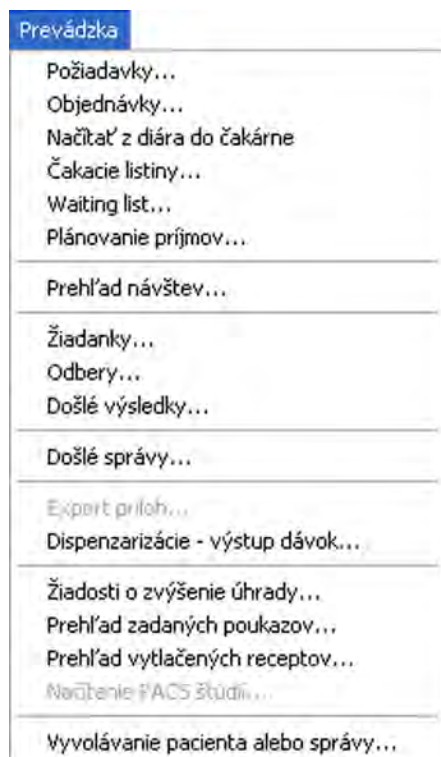 Prevádzka
Požiadavky...
Objednávky...
Načítať z diára do čakárne
Čakacie listiny...
Waiting list...
Plánovanie príjmov...
Prehľad návštev...
Žiadanky...
Odbery...
Došlé výsledky...
Došlé správy...
Export príloh...
Dispenzarizácie - výstup dávok...
Žiadosti o zvýšenie úhrady...
Prehľad zadaných poukazov...
Prehľad vytlačených receptov...
Načítanie PACS štúdií...
Vyvolávanie pacienta alebo správy...